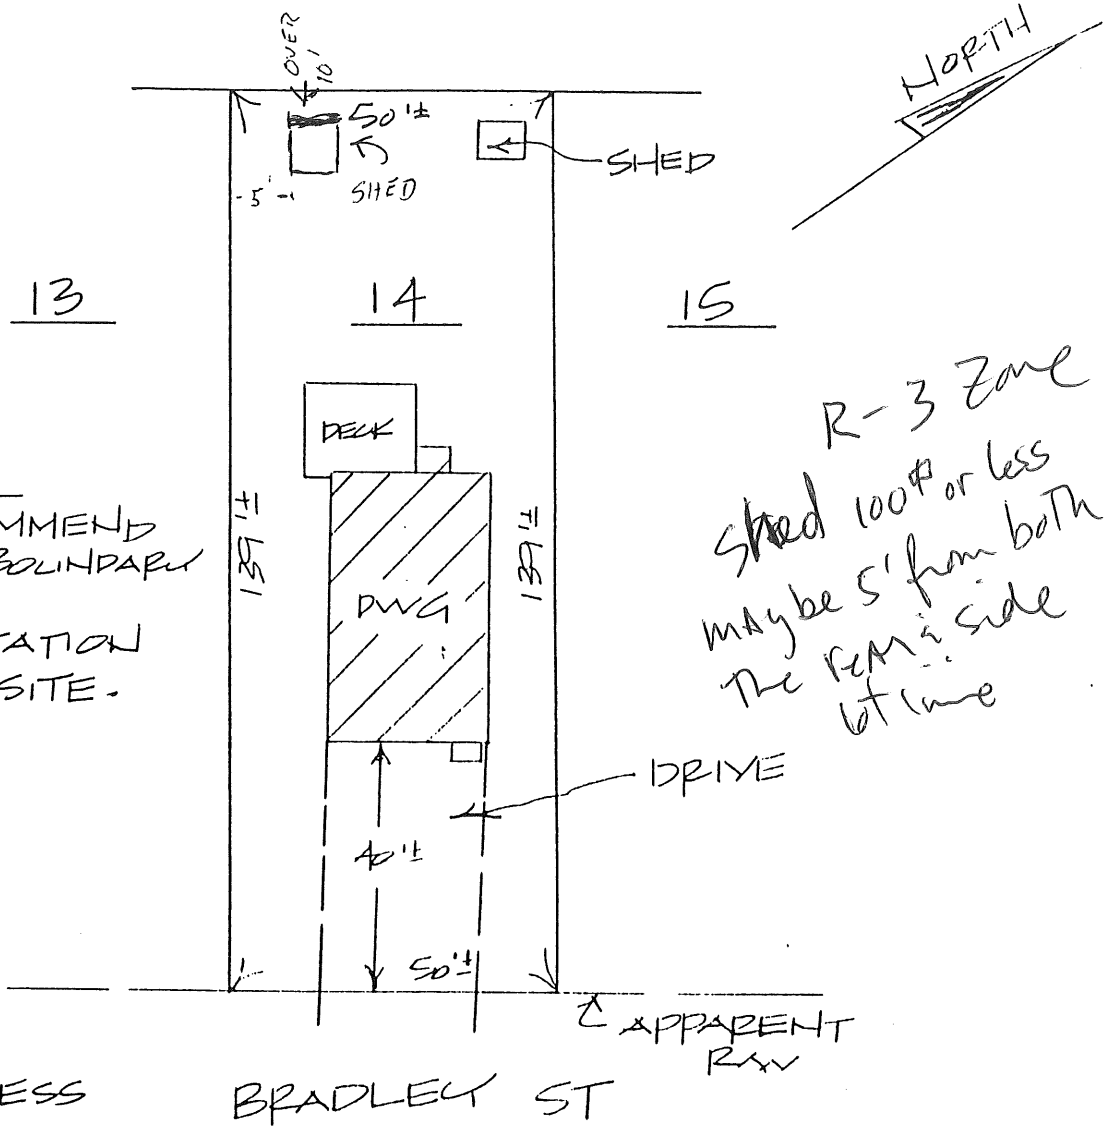 OVER
10'
NORTH
50'±
SHED
5'
SHED
13
14
15
R-3 Zone
Shed 100# or less
maybe 5' from both
the rear & side
lot line
DECK
MMEND
BOUNDARY
TATION
SITE.
139'±
139'±
DWG
DRIVE
40'±
50'±
APPARENT
R/W
ESS
BRADLEY ST